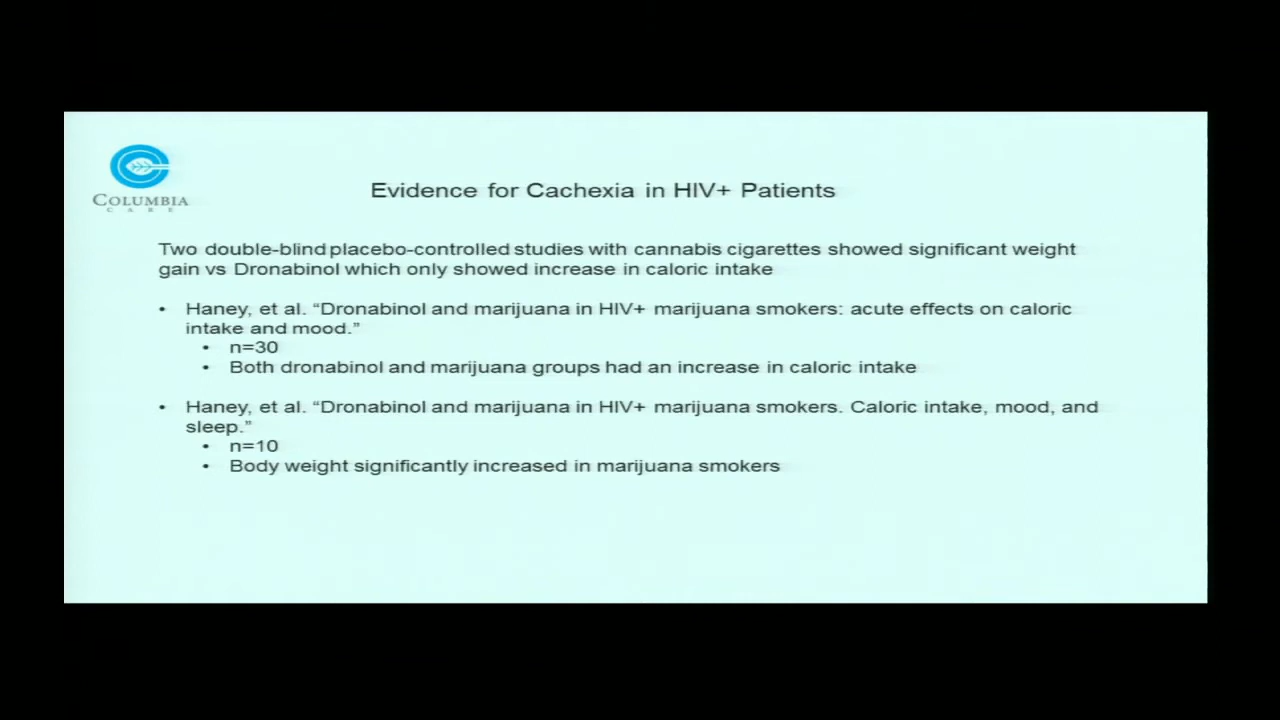 COLUMBIA
CARE
Evidence for Cachexia in HIV+ Patients
Two double-blind placebo-controlled studies with cannabis cigarettes showed significant weight
gain vs Dronabinol which only showed increase in caloric intake
• Haney, et al. “Dronabinol and marijuana in HIV+ marijuana smokers: acute effects on caloric
intake and mood.”
• n=30
• Both dronabinol and marijuana groups had an increase in caloric intake
• Haney, et al. “Dronabinol and marijuana in HIV+ marijuana smokers. Caloric intake, mood, and
sleep.”
• n=10
• Body weight significantly increased in marijuana smokers